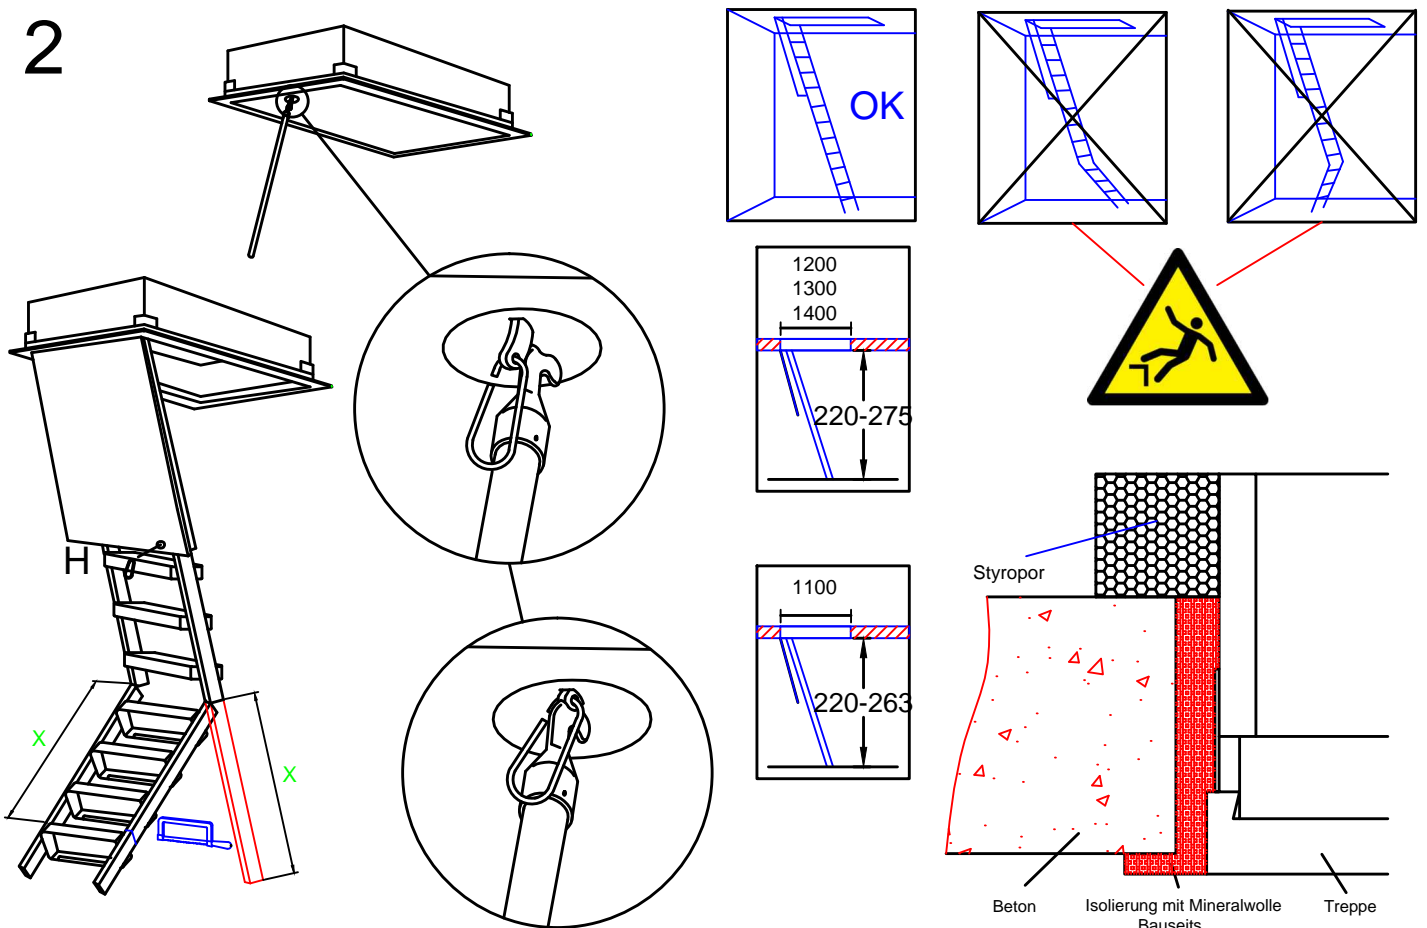 2
OK
1200
1300
1400
220-275
H
X
X
1100
220-263
Styropor
Beton
Isolierung mit Mineralwolle
Bauseits
Treppe